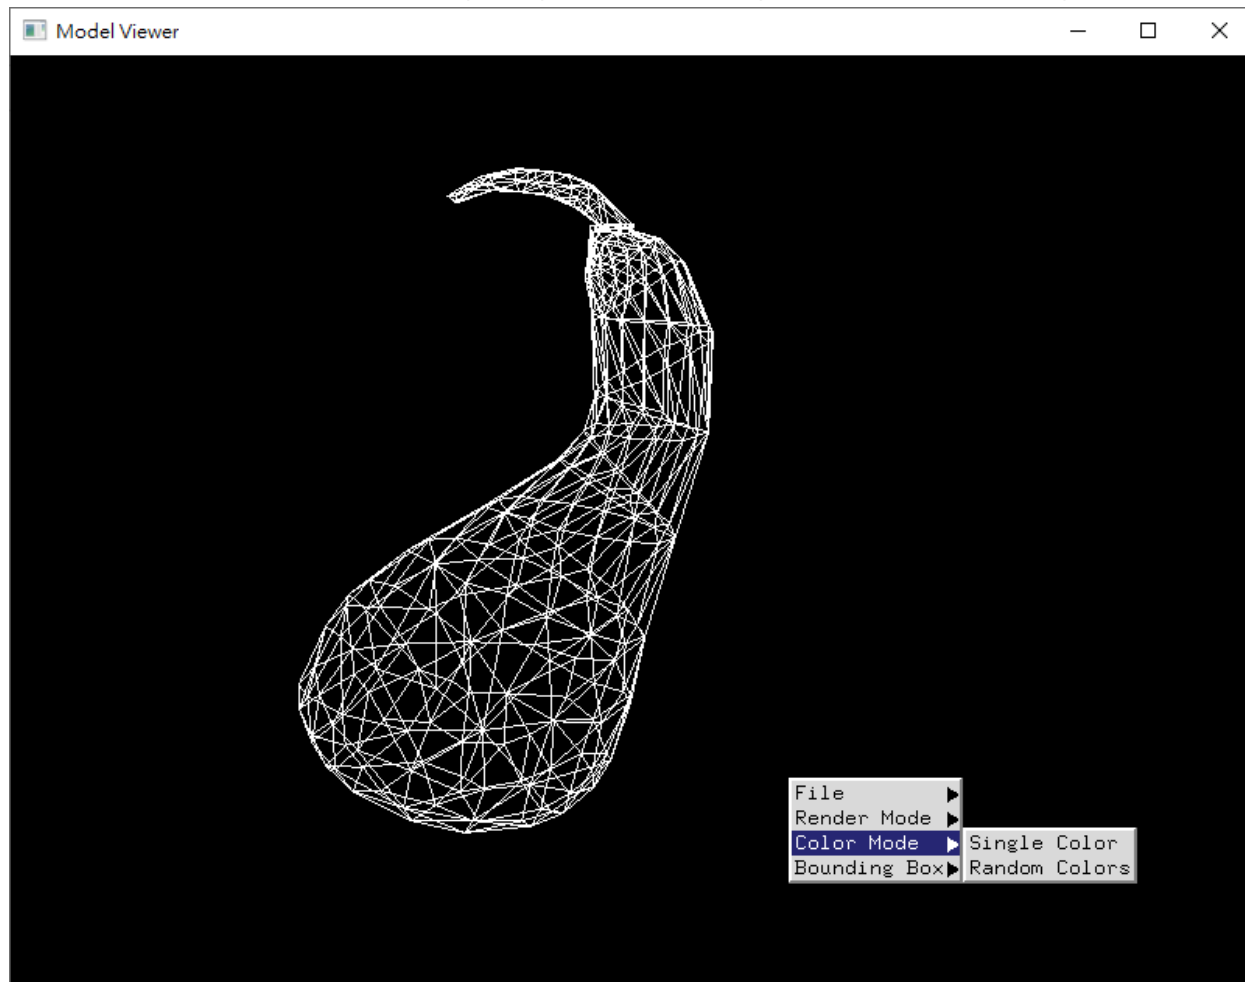 Model Viewer
File
Render Mode
Color Mode
Bounding Box
Single Color
Random Colors